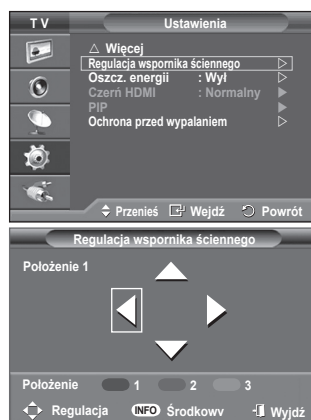 T V Ustawienia
△ Więcej
Regulacja wspornika ściennego ▷
Oszcz. energii : Wył ▷
Czerń HDMI : Normalny ▶
PIP ▶
Ochrona przed wypalaniem ▷
Przenieś Wejdź Powrót
Regulacja wspornika ściennego
Położenie 1
Położenie 1 2 3
Regulacja INFO Środkowy Wyjdź